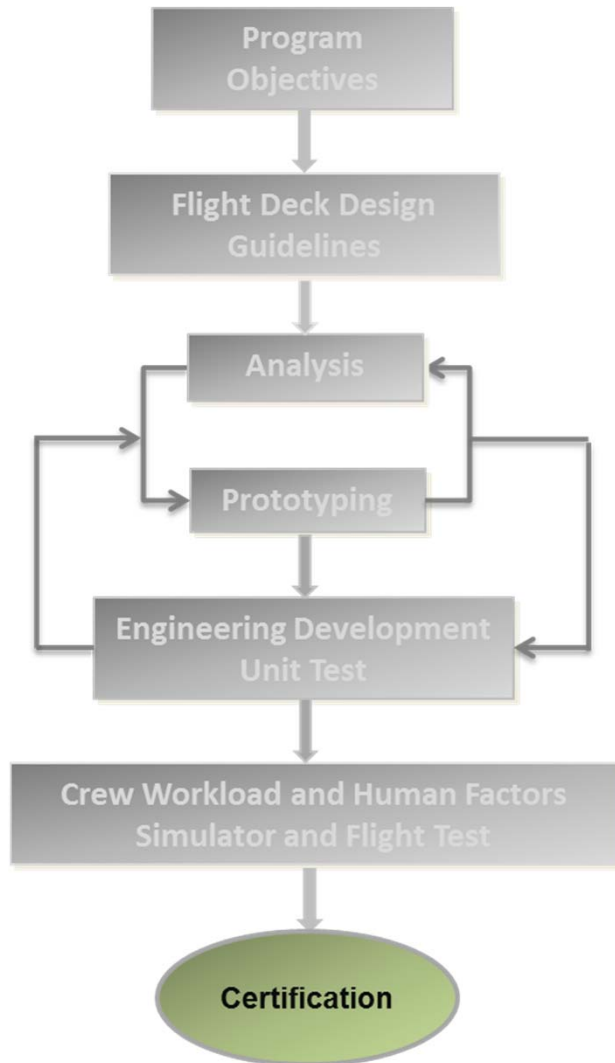 Program
Objectives
Flight Deck Design
Guidelines
Analysis
Prototyping
Engineering Development
Unit Test
Crew Workload and Human Factors
Simulator and Flight Test
Certification